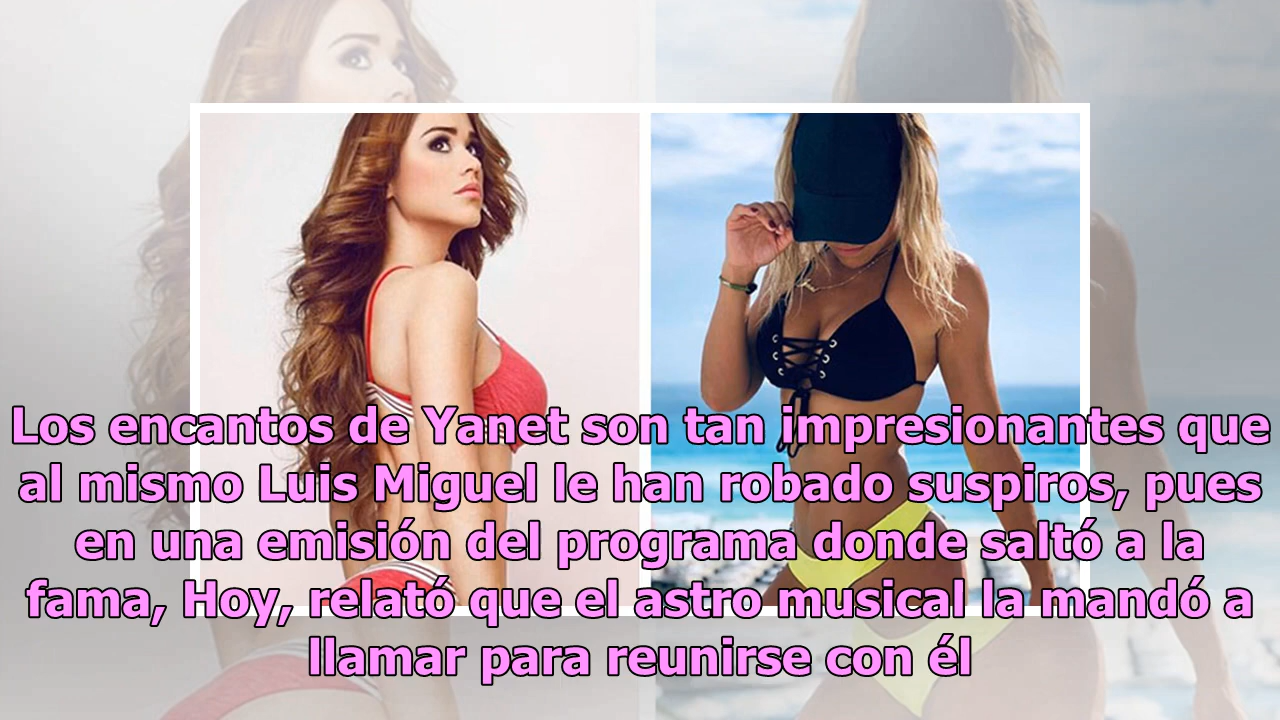 Los encantos de Yanet son tan impresionantes que
al mismo Luis Miguel le han robado suspiros, pues
en una emisión del programa donde saltó a la
fama, Hoy, relató que el astro musical la mandó a
llamar para reunirse con él